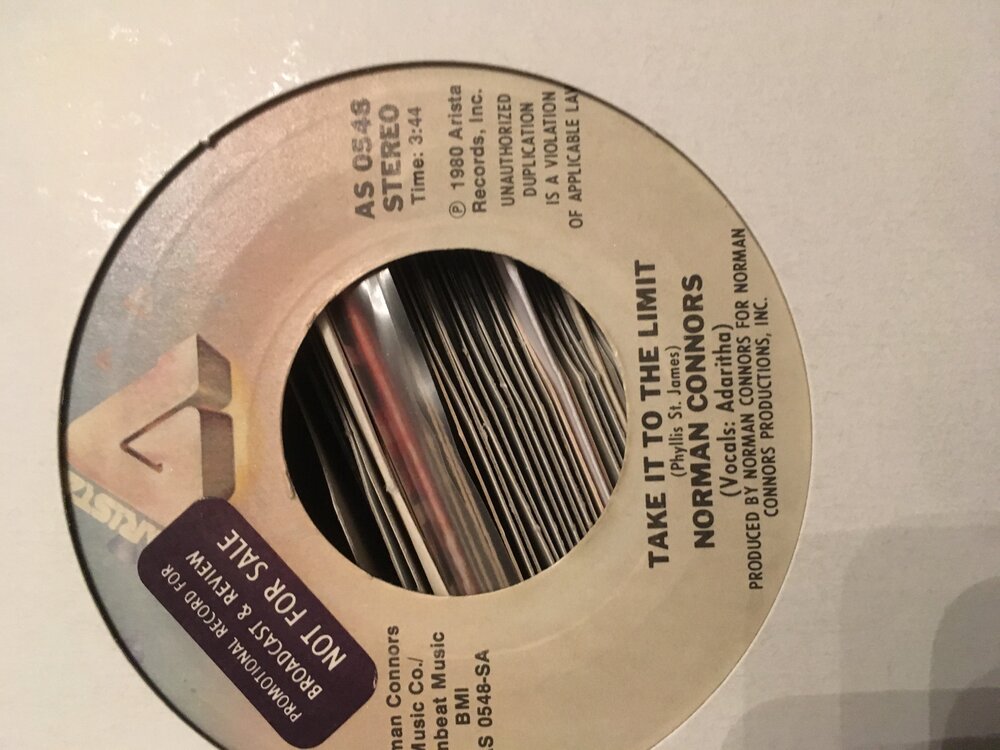 ARISTA
PROMOTIONAL RECORD FOR
BROADCAST & REVIEW
NOT FOR SALE
man Connors
Music Co./
nbeat Music
BMI
S 0548-SA
AS 0548
STEREO
Time: 3:44
℗ 1980 Arista
Records, Inc.
UNAUTHORIZED
DUPLICATION
IS A VIOLATION
OF APPLICABLE LAW
TAKE IT TO THE LIMIT
(Phyllis St. James)
NORMAN CONNORS
(Vocals: Adaritha)
PRODUCED BY NORMAN CONNORS FOR NORMAN
CONNORS PRODUCTIONS, INC.